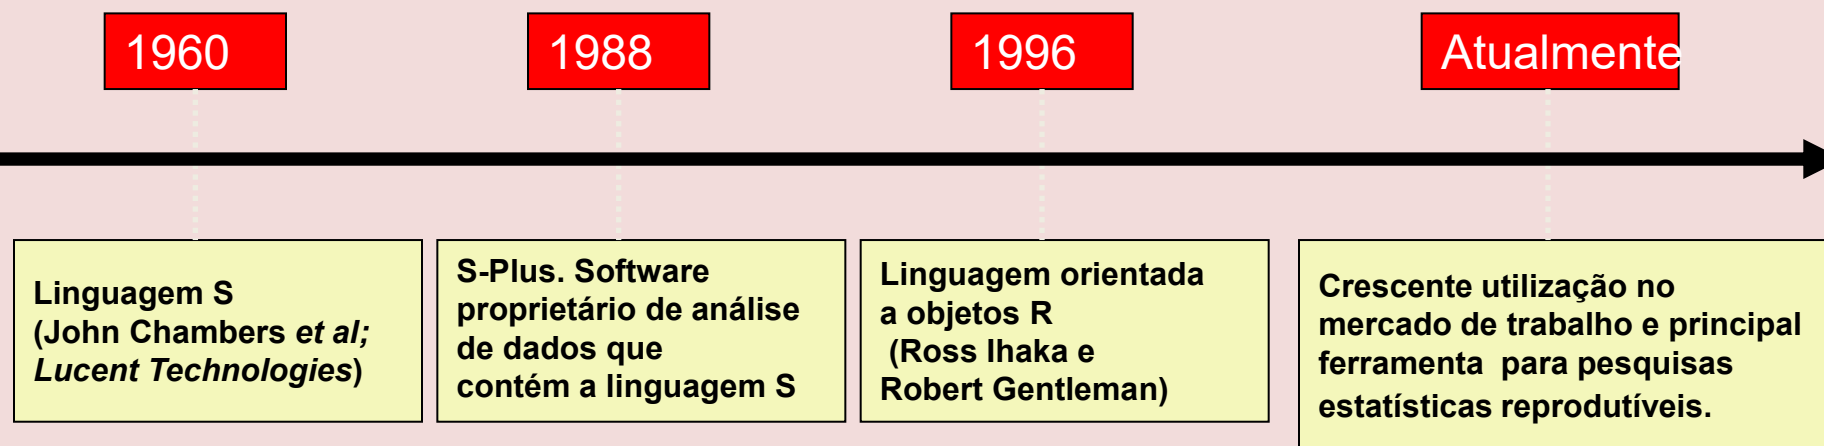 1960
1988
1996
Atualmente
Linguagem S
(John Chambers et al;
Lucent Technologies)
S-Plus. Software
proprietário de análise
de dados que
contém a linguagem S
Linguagem orientada
a objetos R
(Ross Ihaka e
Robert Gentleman)
Crescente utilização no
mercado de trabalho e principal
ferramenta para pesquisas
estatísticas reprodutíveis.